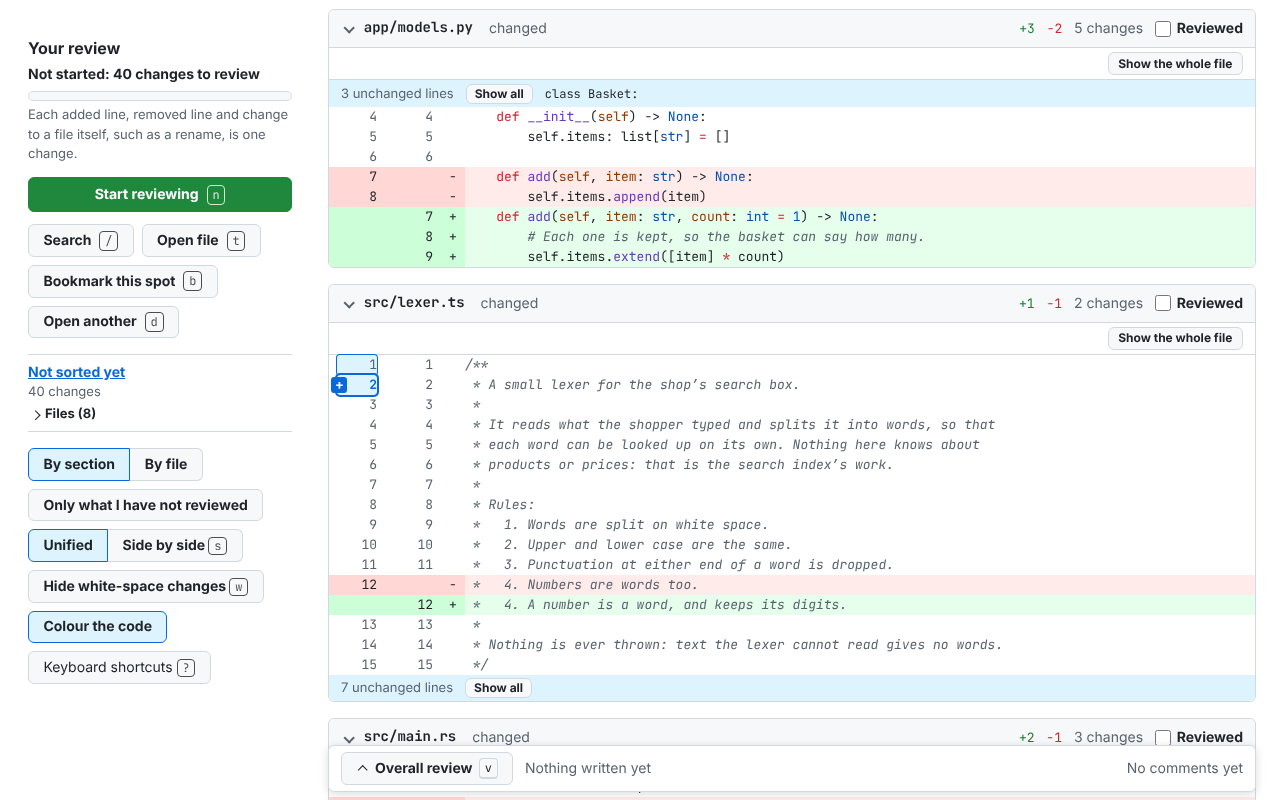 Your review
Not started: 40 changes to review
Each added line, removed line and change
to a file itself, such as a rename, is one
change.
Start reviewing n
Search / Open file t
Bookmark this spot b
Open another d
Not sorted yet
40 changes
Files (8)
By section By file
Only what I have not reviewed
Unified Side by side s
Hide white-space changes w
Colour the code
Keyboard shortcuts ?
app/models.py changed +3 -2 5 changes Reviewed
Show the whole file
3 unchanged lines Show all class Basket:
4 4 def __init__(self) -> None:
5 5 self.items: list[str] = []
6 6
7 - def add(self, item: str) -> None:
8 - self.items.append(item)
7 + def add(self, item: str, count: int = 1) -> None:
8 + # Each one is kept, so the basket can say how many.
9 + self.items.extend([item] * count)
src/lexer.ts changed +1 -1 2 changes Reviewed
Show the whole file
1 1 /**
+ 2 2 * A small lexer for the shop’s search box.
3 3 *
4 4 * It reads what the shopper typed and splits it into words, so that
5 5 * each word can be looked up on its own. Nothing here knows about
6 6 * products or prices: that is the search index’s work.
7 7 *
8 8 * Rules:
9 9 * 1. Words are split on white space.
10 10 * 2. Upper and lower case are the same.
11 11 * 3. Punctuation at either end of a word is dropped.
12 - * 4. Numbers are words too.
12 + * 4. A number is a word, and keeps its digits.
13 13 *
14 14 * Nothing is ever thrown: text the lexer cannot read gives no words.
15 15 */
7 unchanged lines Show all
src/main.rs changed +2 -1 3 changes Reviewed
Overall review v Nothing written yet No comments yet